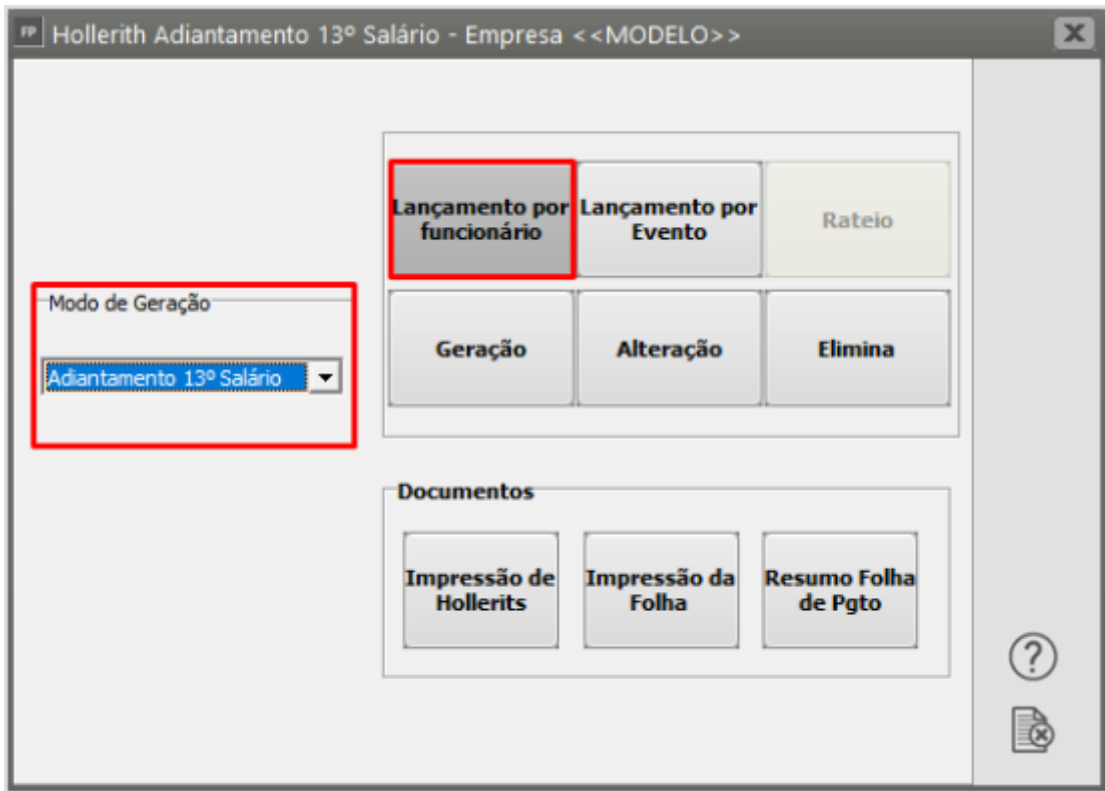 FP Hollerith Adiantamento 13º Salário - Empresa <<MODELO>>
Modo de Geração
Adiantamento 13º Salário
Lançamento por
funcionário
Lançamento por
Evento
Rateio
Geração
Alteração
Elimina
Documentos
Impressão de
Hollerits
Impressão da
Folha
Resumo Folha
de Pgto
?